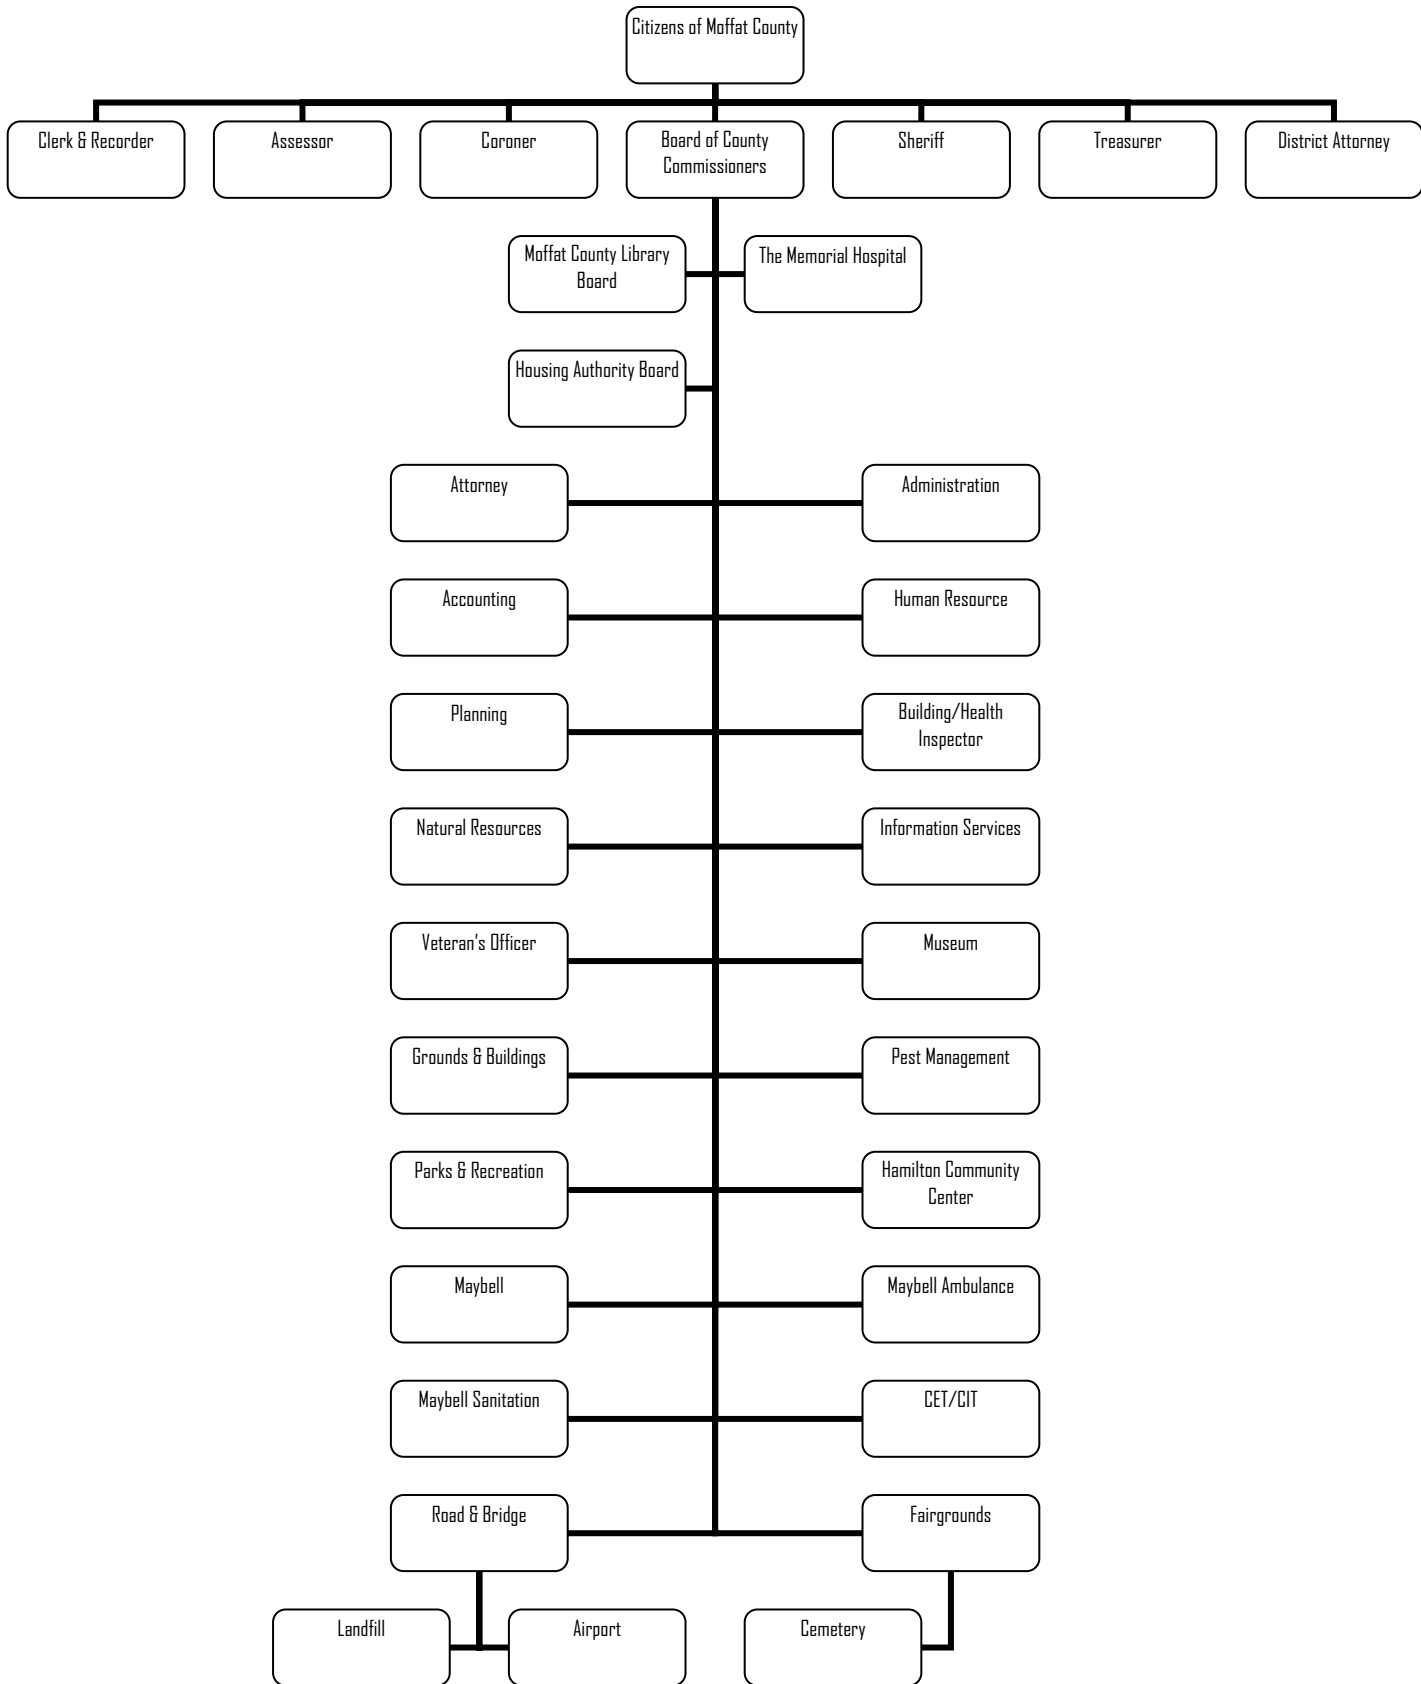 Citizens of Moffat County
Clerk & Recorder
Assessor
Coroner
Board of County
Commissioners
Sheriff
Treasurer
District Attorney
Moffat County Library
Board
The Memorial Hospital
Housing Authority Board
Attorney
Administration
Accounting
Human Resource
Planning
Building/Health
Inspector
Natural Resources
Information Services
Veteran's Officer
Museum
Grounds & Buildings
Pest Management
Parks & Recreation
Hamilton Community
Center
Maybell
Maybell Ambulance
Maybell Sanitation
CET/CIT
Road & Bridge
Fairgrounds
Landfill
Airport
Cemetery